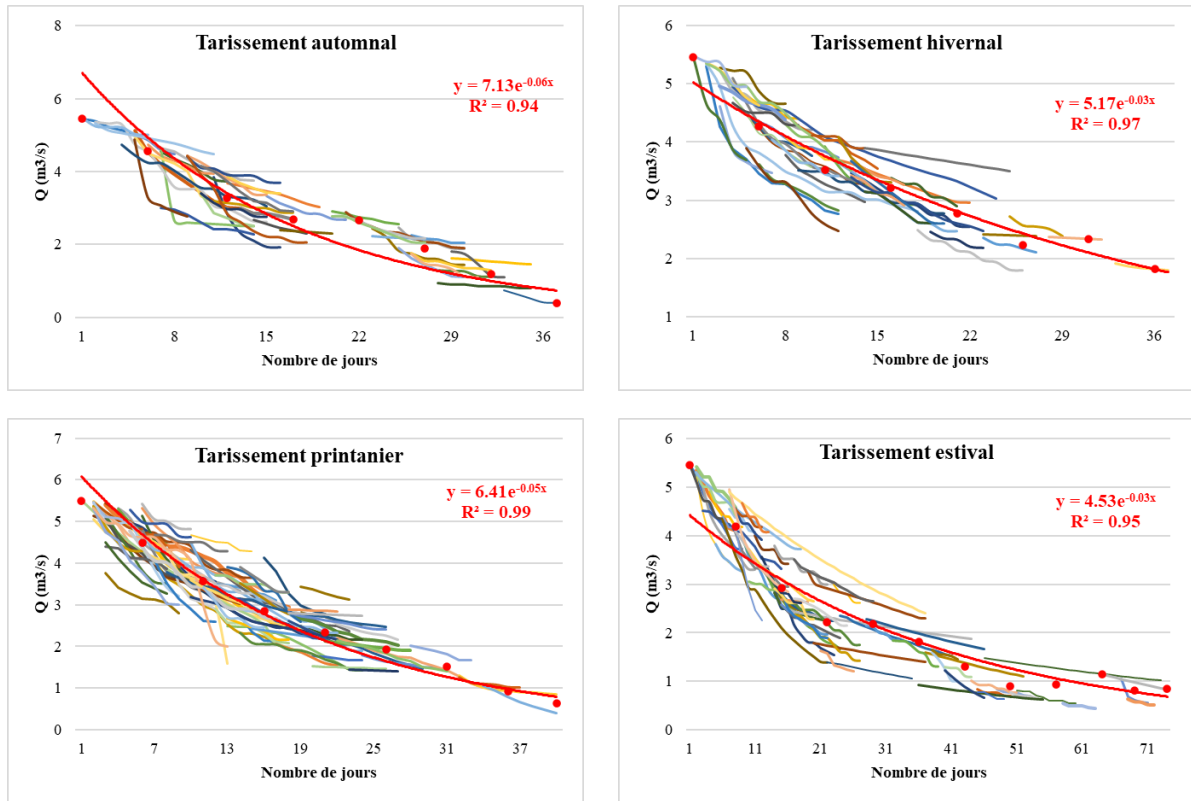 Tarissement automnal
y = 7.13e^-0.06x
R² = 0.94
Q (m3/s)
8
6
4
2
0
1 8 15 22 29 36
Nombre de jours
Tarissement hivernal
y = 5.17e^-0.03x
R² = 0.97
Q (m3/s)
6
5
4
3
2
1
1 8 15 22 29 36
Nombre de jours
Tarissement printanier
y = 6.41e^-0.05x
R² = 0.99
Q (m3/s)
7
6
5
4
3
2
1
0
1 7 13 19 25 31 37
Nombre de jours
Tarissement estival
y = 4.53e^-0.03x
R² = 0.95
Q (m3/s)
6
5
4
3
2
1
0
1 11 21 31 41 51 61 71
Nombre de jours